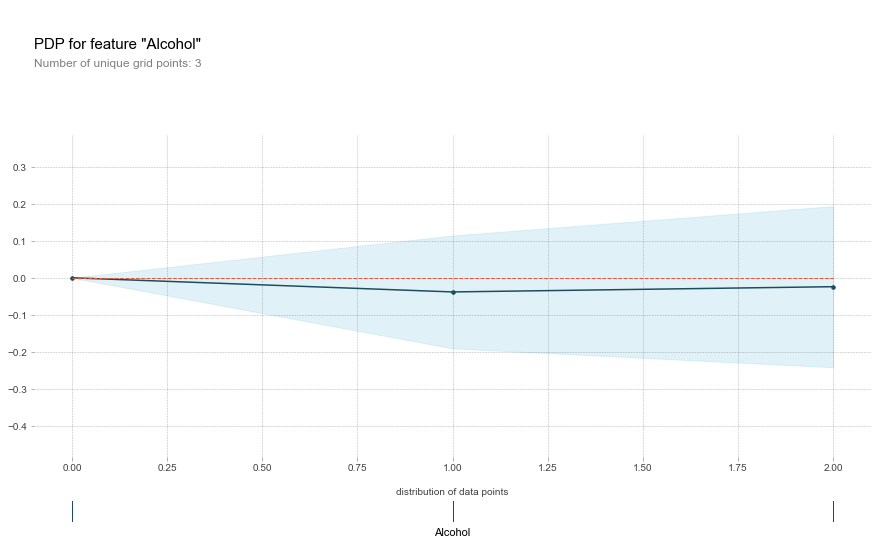 PDP for feature "Alcohol"
Number of unique grid points: 3
0.3
0.2
0.1
0.0
−0.1
−0.2
−0.3
−0.4
0.00 0.25 0.50 0.75 1.00 1.25 1.50 1.75 2.00
distribution of data points
Alcohol